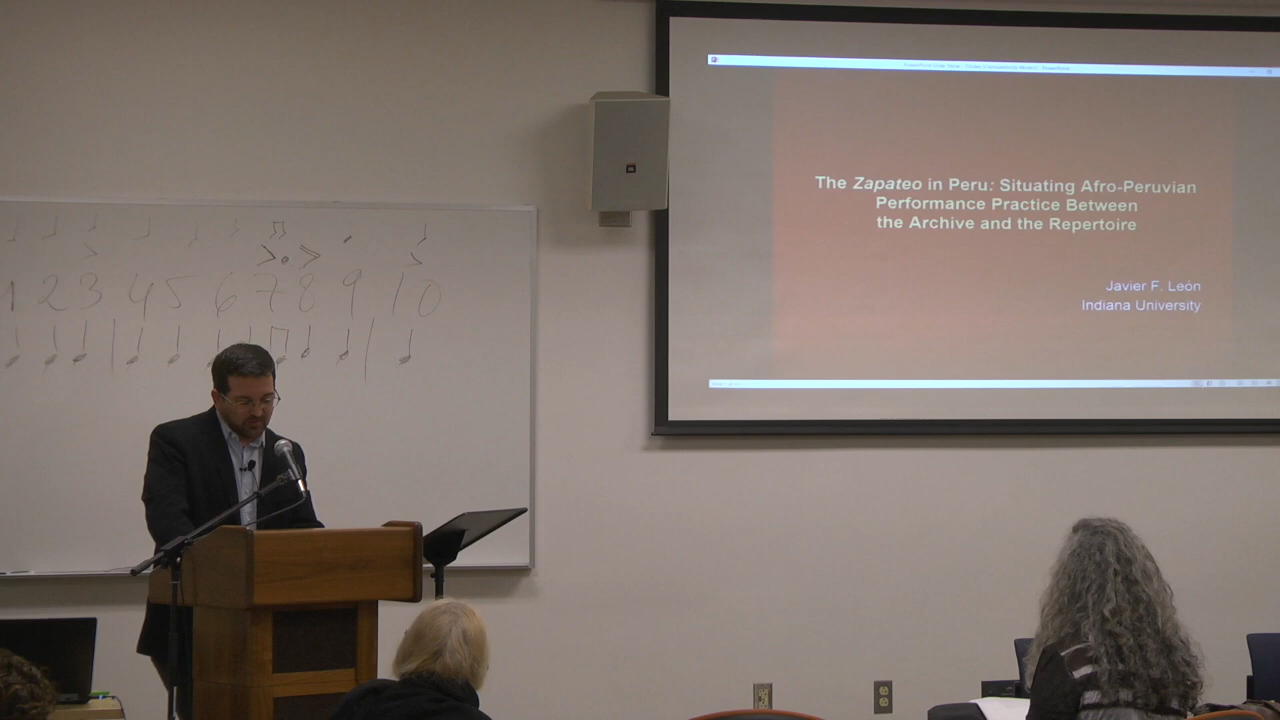 The Zapateo in Peru: Situating Afro-Peruvian
Performance Practice Between
the Archive and the Repertoire
Javier F. León
Indiana University
1 2 3 4 5 6 7 8 9 10